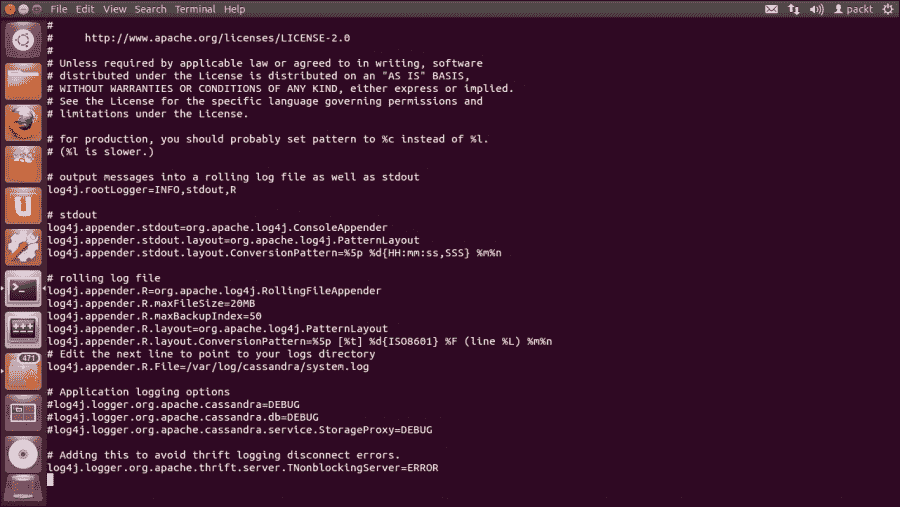 File Edit View Search Terminal Help
packt
#
#     http://www.apache.org/licenses/LICENSE-2.0
#
# Unless required by applicable law or agreed to in writing, software
# distributed under the License is distributed on an "AS IS" BASIS,
# WITHOUT WARRANTIES OR CONDITIONS OF ANY KIND, either express or implied.
# See the License for the specific language governing permissions and
# limitations under the License.
# for production, you should probably set pattern to %c instead of %l.
# (%l is slower.)
# output messages into a rolling log file as well as stdout
log4j.rootLogger=INFO,stdout,R
# stdout
log4j.appender.stdout=org.apache.log4j.ConsoleAppender
log4j.appender.stdout.layout=org.apache.log4j.PatternLayout
log4j.appender.stdout.layout.ConversionPattern=%5p %d{HH:mm:ss,SSS} %m%n
# rolling log file
log4j.appender.R=org.apache.log4j.RollingFileAppender
log4j.appender.R.maxFileSize=20MB
log4j.appender.R.maxBackupIndex=50
log4j.appender.R.layout=org.apache.log4j.PatternLayout
log4j.appender.R.layout.ConversionPattern=%5p [%t] %d{ISO8601} %F (line %L) %m%n
# Edit the next line to point to your logs directory
log4j.appender.R.File=/var/log/cassandra/system.log
471
# Application logging options
#log4j.logger.org.apache.cassandra=DEBUG
#log4j.logger.org.apache.cassandra.db=DEBUG
#log4j.logger.org.apache.cassandra.service.StorageProxy=DEBUG
# Adding this to avoid thrift logging disconnect errors.
log4j.logger.org.apache.thrift.server.TNonblockingServer=ERROR